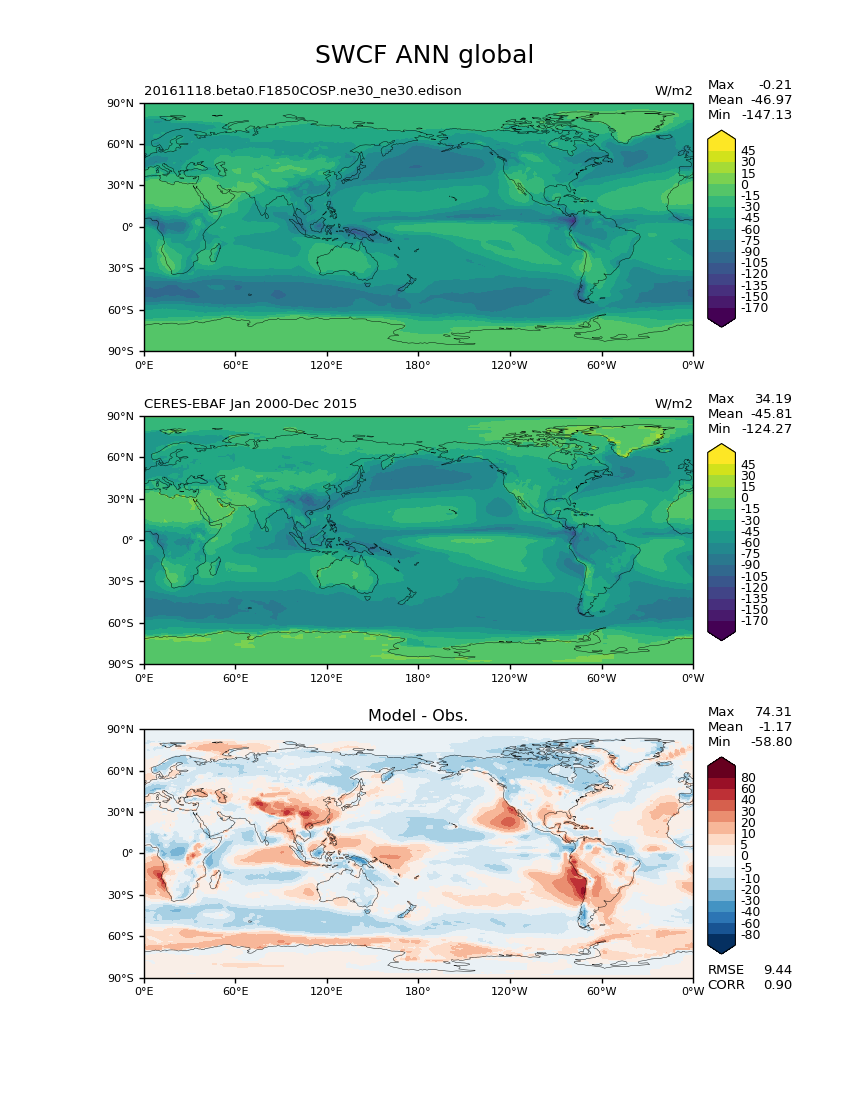 SWCF ANN global
20161118.beta0.F1850COSP.ne30_ne30.edison W/m2
Max -0.21
Mean -46.97
Min -147.13
90°N
60°N
30°N
0°
30°S
60°S
90°S
0°E 60°E 120°E 180° 120°W 60°W 0°W
45
30
15
0
-15
-30
-45
-60
-75
-90
-105
-120
-135
-150
-170
CERES-EBAF Jan 2000-Dec 2015 W/m2
Max 34.19
Mean -45.81
Min -124.27
90°N
60°N
30°N
0°
30°S
60°S
90°S
0°E 60°E 120°E 180° 120°W 60°W 0°W
45
30
15
0
-15
-30
-45
-60
-75
-90
-105
-120
-135
-150
-170
Model - Obs.
Max 74.31
Mean -1.17
Min -58.80
90°N
60°N
30°N
0°
30°S
60°S
90°S
0°E 60°E 120°E 180° 120°W 60°W 0°W
80
60
40
30
20
10
5
0
-5
-10
-20
-30
-40
-60
-80
RMSE 9.44
CORR 0.90